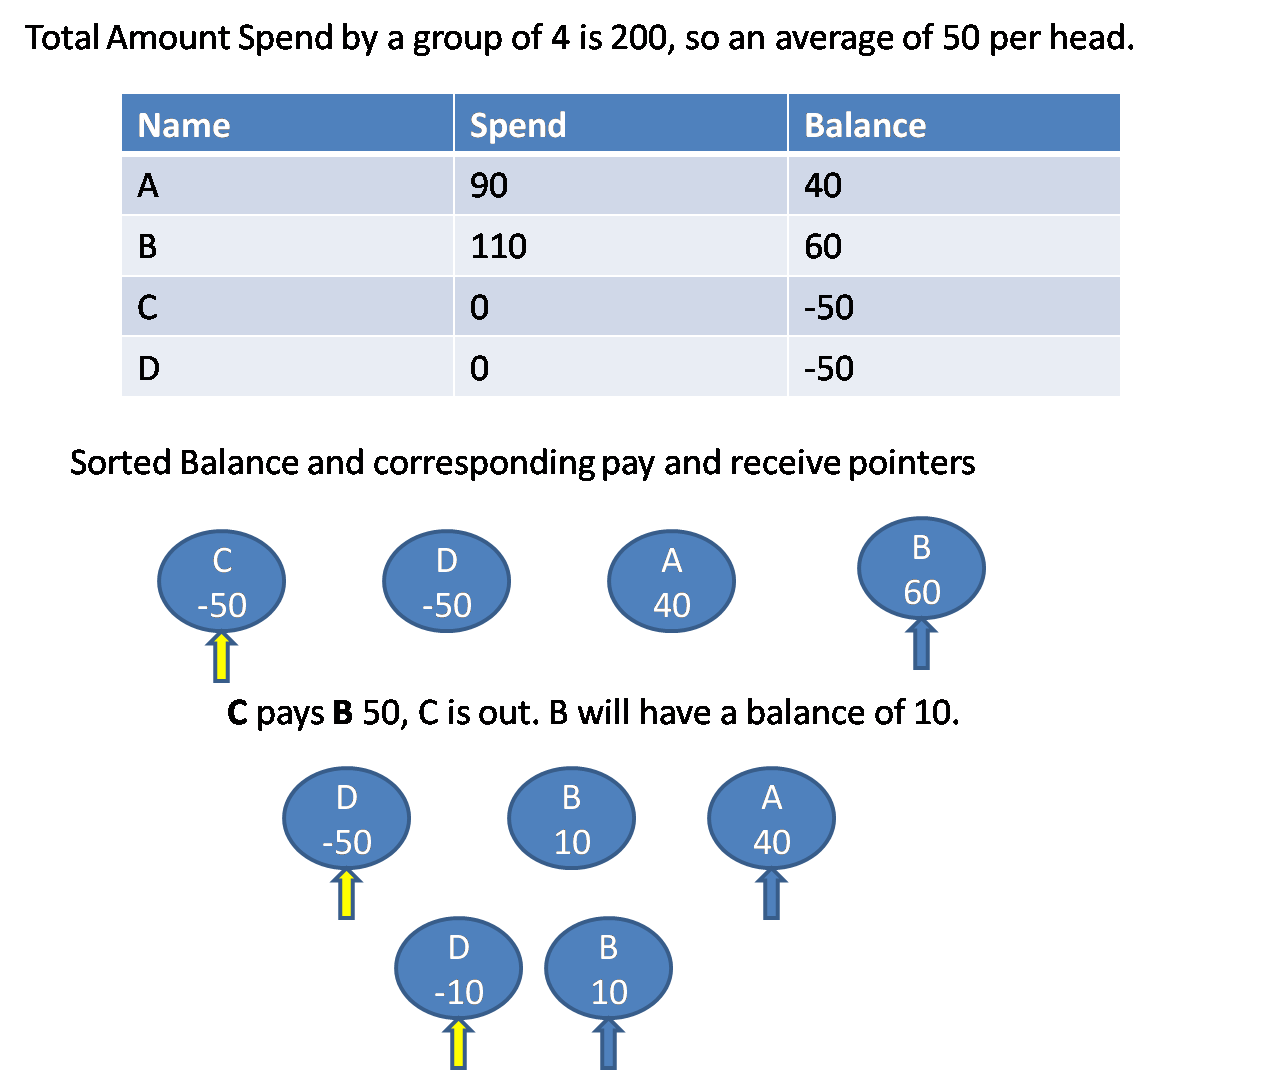 Total Amount Spend by a group of 4 is 200, so an average of 50 per head.
Name Spend Balance
A 90 40
B 110 60
C 0 -50
D 0 -50
Sorted Balance and corresponding pay and receive pointers
C D A B
-50 -50 40 60
C pays B 50, C is out. B will have a balance of 10.
D B A
-50 10 40
D B
-10 10